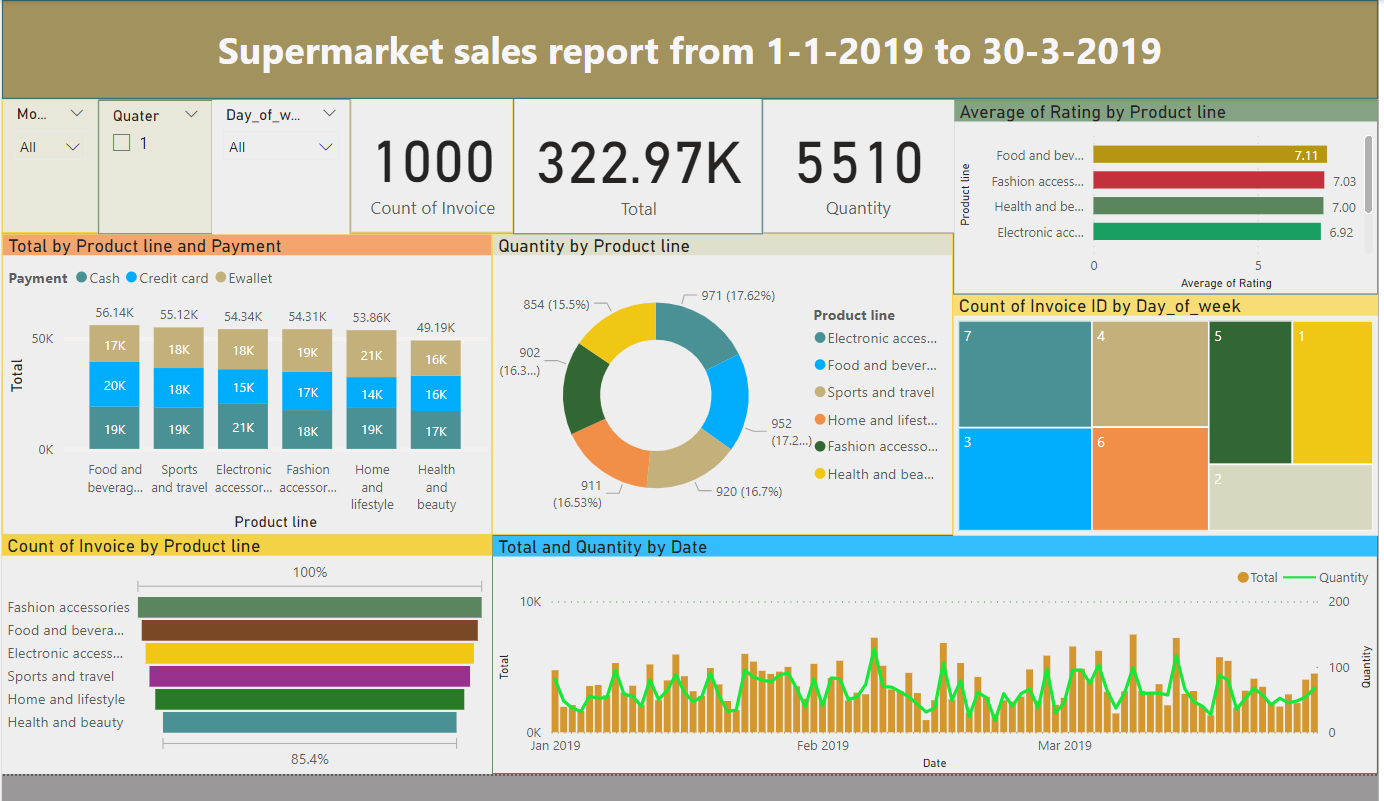 Supermarket sales report from 1-1-2019 to 30-3-2019
Mo...
All
Quater
1
Day_of_w...
All
1000
Count of Invoice
322.97K
Total
5510
Quantity
Average of Rating by Product line
Product line
Food and bev...
7.11
Fashion access...
7.03
Health and be...
7.00
Electronic acc...
6.92
0
5
Average of Rating
Total by Product line and Payment
Payment
Cash
Credit card
Ewallet
Total
50K
0K
56.14K
55.12K
54.34K
54.31K
53.86K
49.19K
17K
18K
18K
19K
21K
16K
20K
18K
15K
17K
14K
16K
19K
19K
21K
18K
19K
17K
Food and
beverag...
Sports
and travel
Electronic
accessor...
Fashion
accessor...
Home
and
lifestyle
Health
and
beauty
Product line
Quantity by Product line
971 (17.62%)
952
(17.2...)
920 (16.7%)
911
(16.53%)
902
(16.3...)
854 (15.5%)
Product line
Electronic acces...
Food and bever...
Sports and travel
Home and lifest...
Fashion accesso...
Health and bea...
Count of Invoice ID by Day_of_week
7
4
5
1
3
6
2
Count of Invoice by Product line
100%
Fashion accessories
Food and bevera...
Electronic access...
Sports and travel
Home and lifestyle
Health and beauty
85.4%
Total and Quantity by Date
Total
Quantity
Total
10K
0K
200
100
0
Quantity
Jan 2019
Feb 2019
Mar 2019
Date